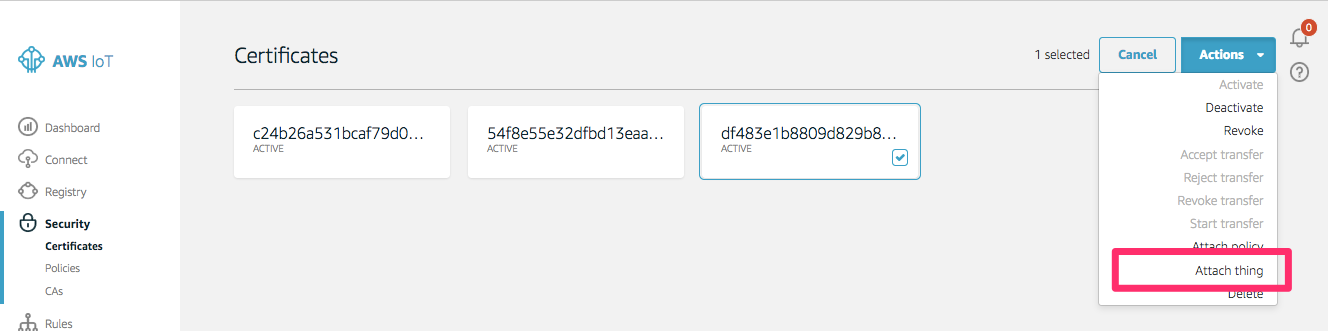 AWS IoT
Dashboard
Connect
Registry
Security
Certificates
Policies
CAs
Rules
Certificates
1 selected
Cancel
Actions
0
?
c24b26a531bcaf79d0...
ACTIVE
54f8e55e32dfbd13eaa...
ACTIVE
df483e1b8809d829b8...
ACTIVE
Activate
Deactivate
Revoke
Accept transfer
Reject transfer
Revoke transfer
Start transfer
Attach policy
Attach thing
Delete